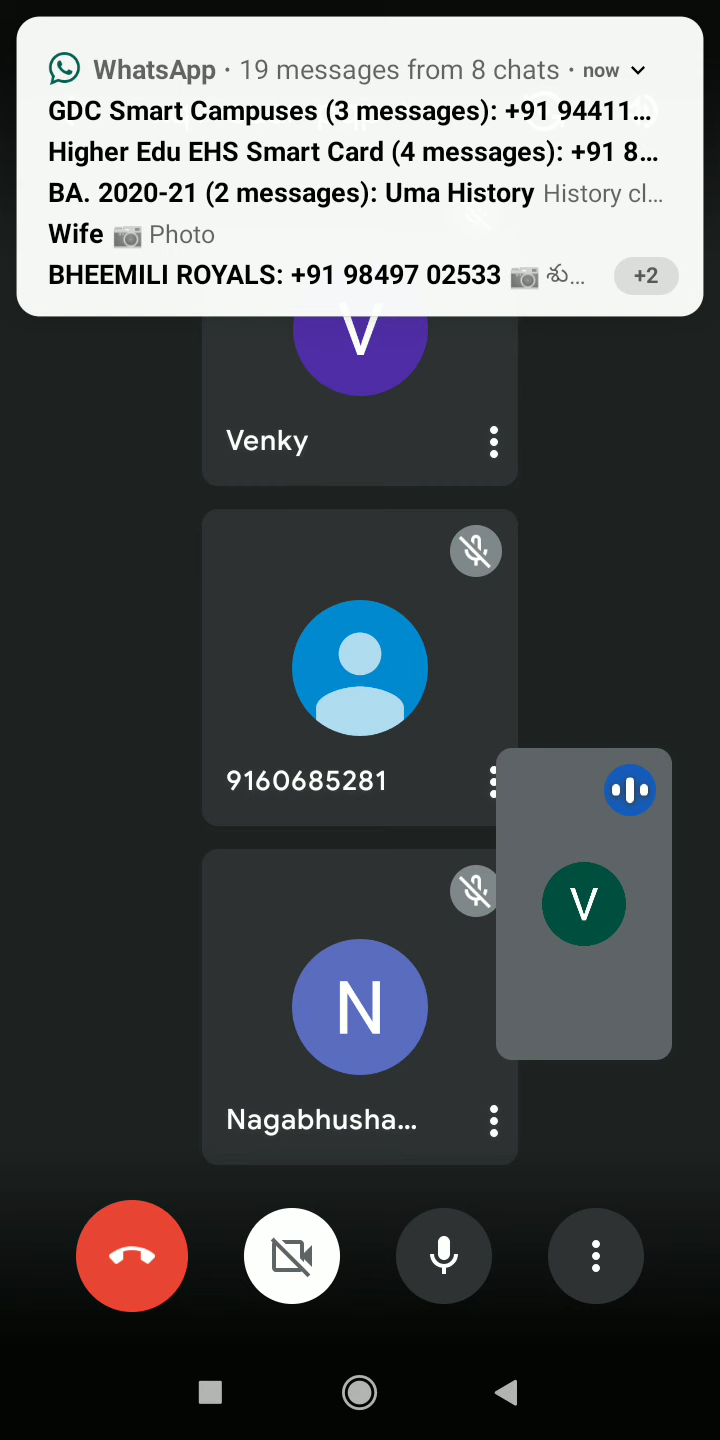 WhatsApp · 19 messages from 8 chats · now
GDC Smart Campuses (3 messages): +91 94411...
Higher Edu EHS Smart Card (4 messages): +91 8...
BA. 2020-21 (2 messages): Uma History History cl...
Wife 📷 Photo
BHEEMILI ROYALS: +91 98497 02533 📷 శు... +2
V
Venky
9160685281
V
N
Nagabhusha...